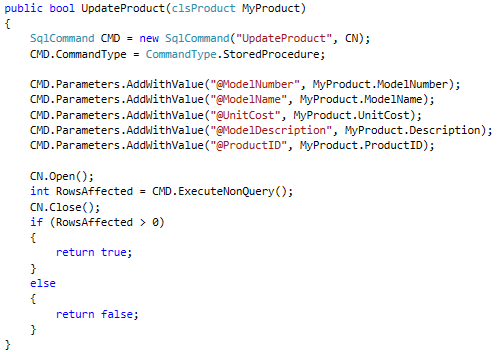 public bool UpdateProduct(clsProduct MyProduct)
{
    SqlCommand CMD = new SqlCommand("UpdateProduct", CN);
    CMD.CommandType = CommandType.StoredProcedure;

    CMD.Parameters.AddWithValue("@ModelNumber", MyProduct.ModelNumber);
    CMD.Parameters.AddWithValue("@ModelName", MyProduct.ModelName);
    CMD.Parameters.AddWithValue("@UnitCost", MyProduct.UnitCost);
    CMD.Parameters.AddWithValue("@ModelDescription", MyProduct.Description);
    CMD.Parameters.AddWithValue("@ProductID", MyProduct.ProductID);

    CN.Open();
    int RowsAffected = CMD.ExecuteNonQuery();
    CN.Close();
    if (RowsAffected > 0)
    {
        return true;
    }
    else
    {
        return false;
    }
}